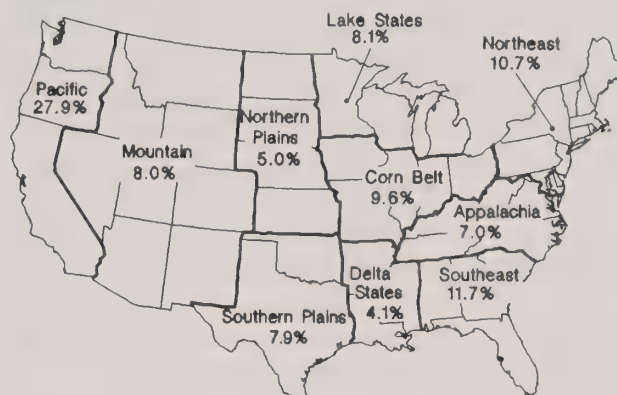 Lake States
8.1%
Northeast
10.7%
Pacific
27.9%
Northern
Plains
5.0%
Mountain
8.0%
Corn Belt
9.6%
Appalachia
7.0%
Delta
States
4.1%
Southeast
11.7%
Southern Plains
7.9%